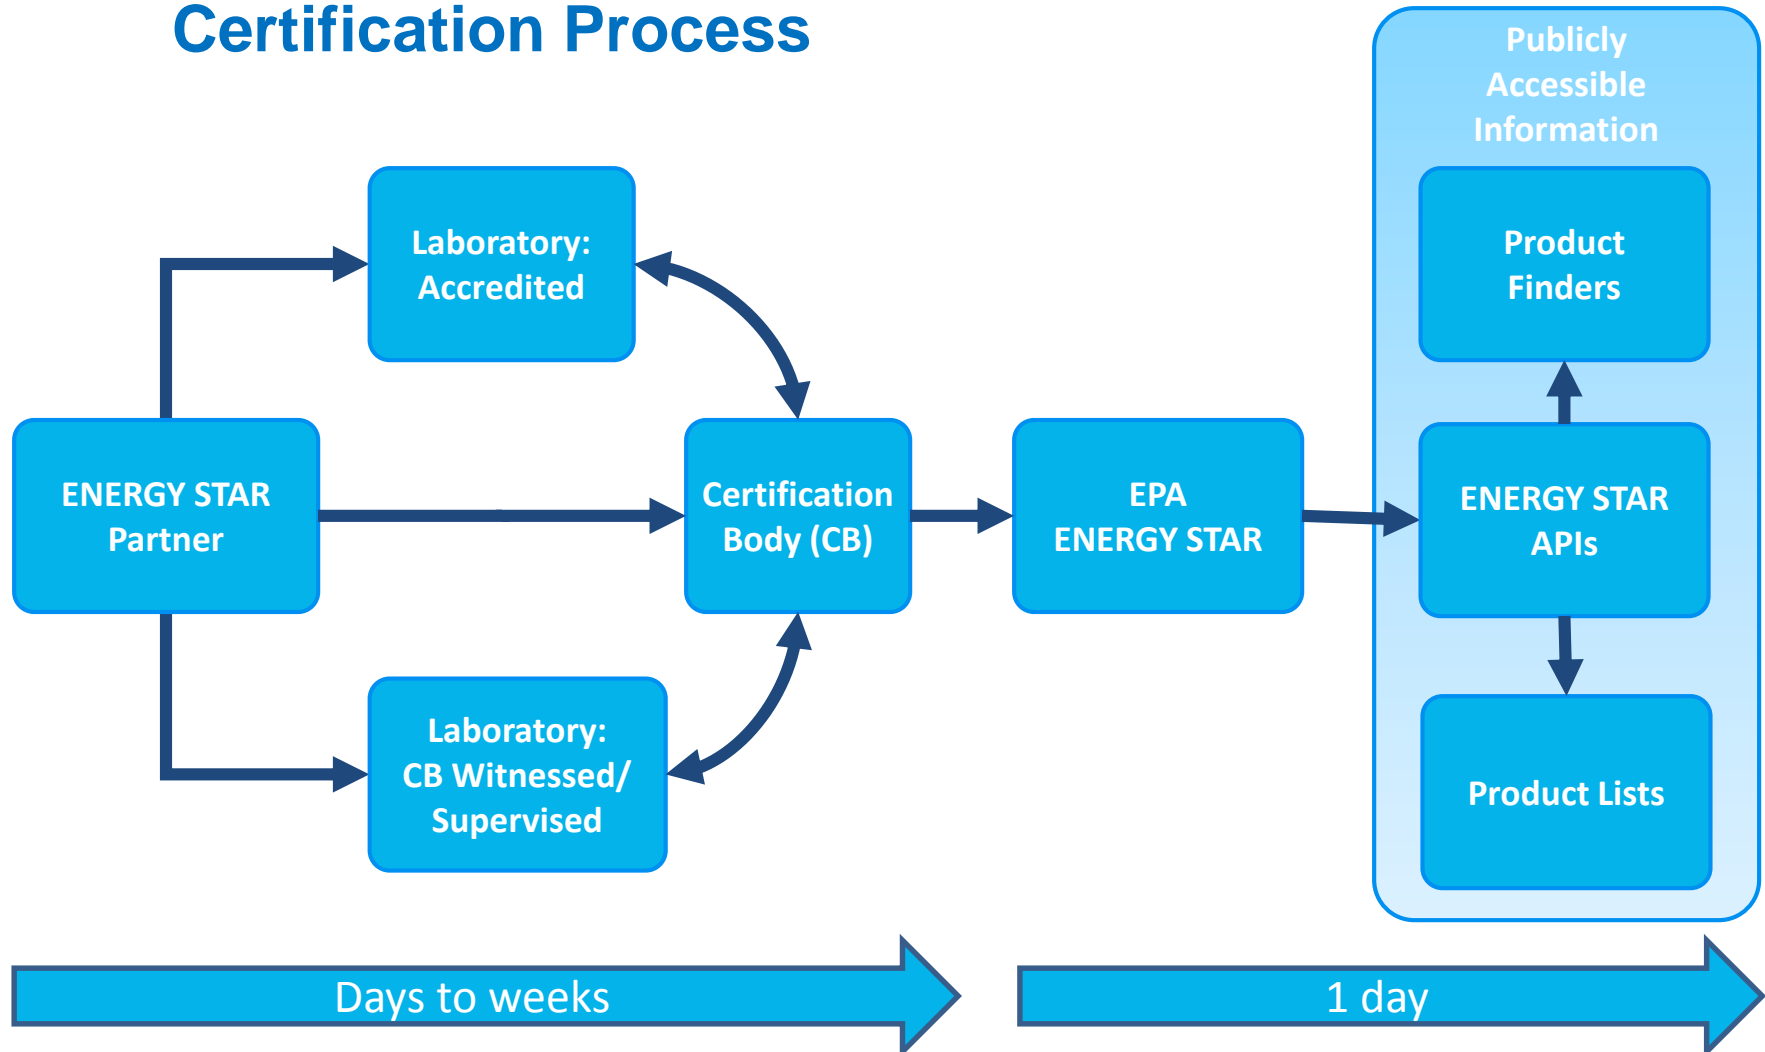 Certification Process
Publicly
Accessible
Information
Laboratory:
Accredited
Product
Finders
ENERGY STAR
Partner
Certification
Body (CB)
EPA
ENERGY STAR
ENERGY STAR
APIs
Laboratory:
CB Witnessed/
Supervised
Product Lists
Days to weeks
1 day